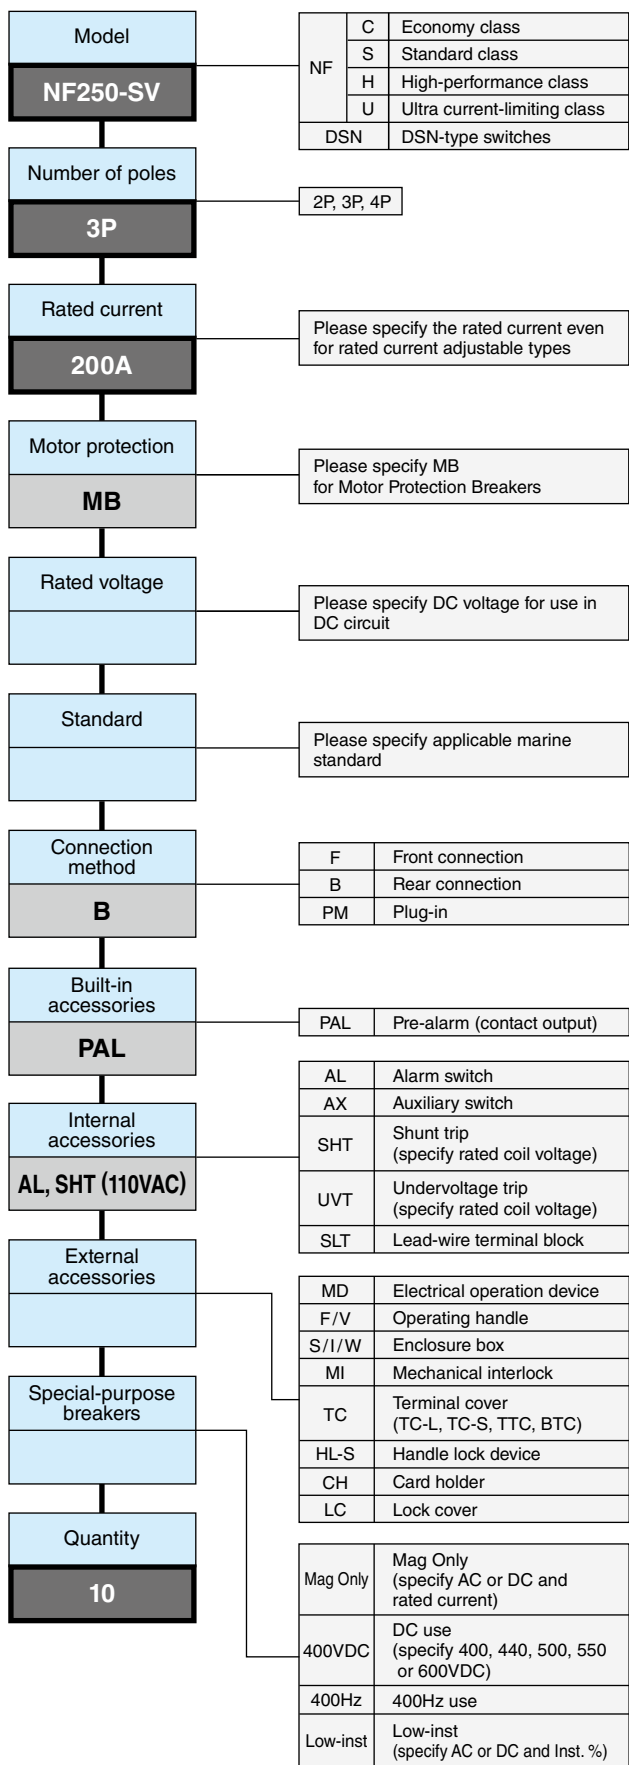 Model
NF250-SV
NF
C Economy class
S Standard class
H High-performance class
U Ultra current-limiting class
DSN DSN-type switches
Number of poles
3P
2P, 3P, 4P
Rated current
200A
Please specify the rated current even
for rated current adjustable types
Motor protection
MB
Please specify MB
for Motor Protection Breakers
Rated voltage
Please specify DC voltage for use in
DC circuit
Standard
Please specify applicable marine
standard
Connection
method
B
F Front connection
B Rear connection
PM Plug-in
Built-in
accessories
PAL
PAL Pre-alarm (contact output)
Internal
accessories
AL, SHT (110VAC)
AL Alarm switch
AX Auxiliary switch
SHT Shunt trip
(specify rated coil voltage)
UVT Undervoltage trip
(specify rated coil voltage)
SLT Lead-wire terminal block
External
accessories
MD Electrical operation device
F/V Operating handle
S/I/W Enclosure box
MI Mechanical interlock
TC Terminal cover
(TC-L, TC-S, TTC, BTC)
HL-S Handle lock device
CH Card holder
LC Lock cover
Special-purpose
breakers
Mag Only Mag Only
(specify AC or DC and
rated current)
400VDC DC use
(specify 400, 440, 500, 550
or 600VDC)
400Hz 400Hz use
Low-inst Low-inst
(specify AC or DC and Inst. %)
Quantity
10